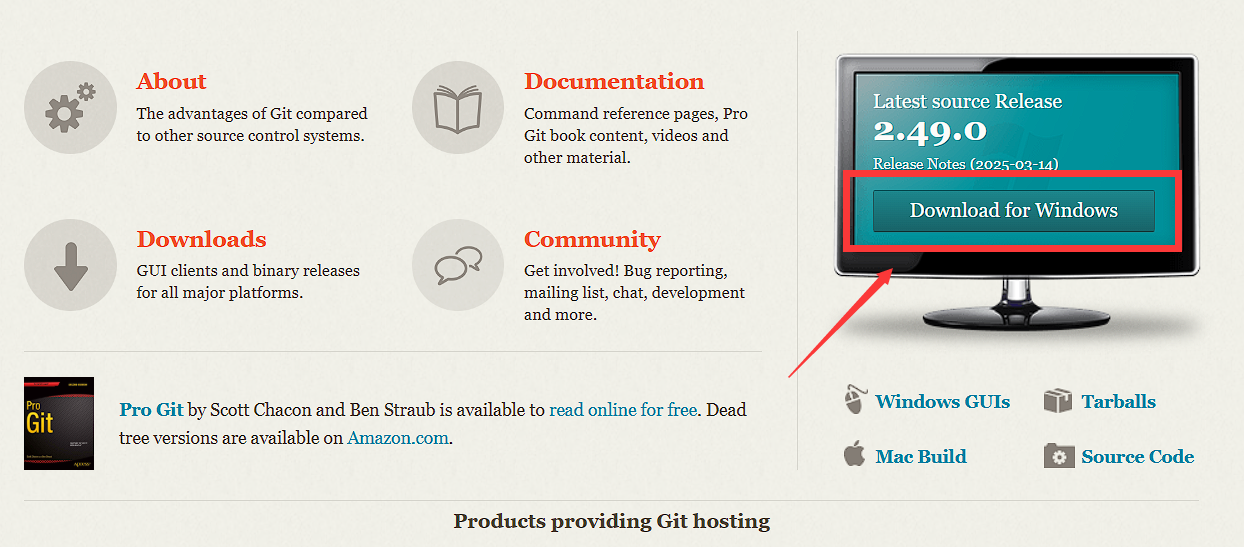 About
The advantages of Git compared
to other source control systems.
Documentation
Command reference pages, Pro
Git book content, videos and
other material.
Downloads
GUI clients and binary releases
for all major platforms.
Community
Get involved! Bug reporting,
mailing list, chat, development
and more.
Pro
Git
Pro Git by Scott Chacon and Ben Straub is available to read online for free. Dead
tree versions are available on Amazon.com.
Latest source Release
2.49.0
Release Notes (2025-03-14)
Download for Windows
Windows GUIs
Tarballs
Mac Build
Source Code
Products providing Git hosting